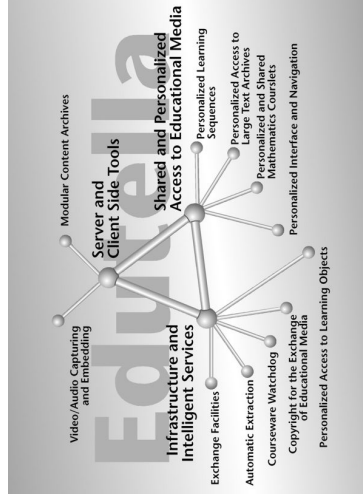 Edutella
Video/Audio Capturing
and Embedding
Modular Content Archives
Server and
Client Side Tools
Infrastructure and
Intelligent Services
Shared and Personalized
Access to Educational Media
Exchange Facilities
Automatic Extraction
Courseware Watchdog
Copyright for the Exchange
of Educational Media
Personalized Access to Learning Objects
Personalized Learning
Sequences
Personalized Access to
Large Text Archives
Personalized and Shared
Mathematics Courslets
Personalized Interface and Navigation